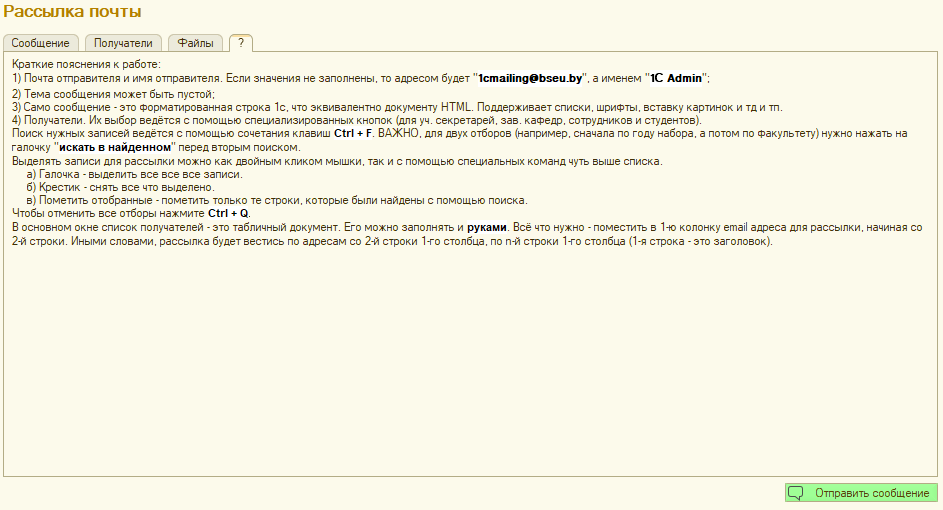 Рассылка почты
Сообщение Получатели Файлы ?
Краткие пояснения к работе:
1) Почта отправителя и имя отправителя. Если значения не заполнены, то адресом будет "1cmailing@bseu.by", а именем "1C Admin";
2) Тема сообщения может быть пустой;
3) Само сообщение - это форматированная строка 1с, что эквивалентно документу HTML. Поддерживает списки, шрифты, вставку картинок и тд и тп.
4) Получатели. Их выбор ведётся с помощью специализированных кнопок (для уч. секретарей, зав. кафедр, сотрудников и студентов).
Поиск нужных записей ведётся с помощью сочетания клавиш Ctrl + F. ВАЖНО, для двух отборов (например, сначала по году набора, а потом по факультету) нужно нажать на
галочку "искать в найденном" перед вторым поиском.
Выделять записи для рассылки можно как двойным кликом мышки, так и с помощью специальных команд чуть выше списка.
а) Галочка - выделить все все все записи.
б) Крестик - снять все что выделено.
в) Пометить отобранные - пометить только те строки, которые были найдены с помощью поиска.
Чтобы отменить все отборы нажмите Ctrl + Q.
В основном окне список получателей - это табличный документ. Его можно заполнять и руками. Всё что нужно - поместить в 1-ю колонку email адреса для рассылки, начиная со
2-й строки. Иными словами, рассылка будет вестись по адресам со 2-й строки 1-го столбца, по n-й строки 1-го столбца (1-я строка - это заголовок).
Отправить сообщение